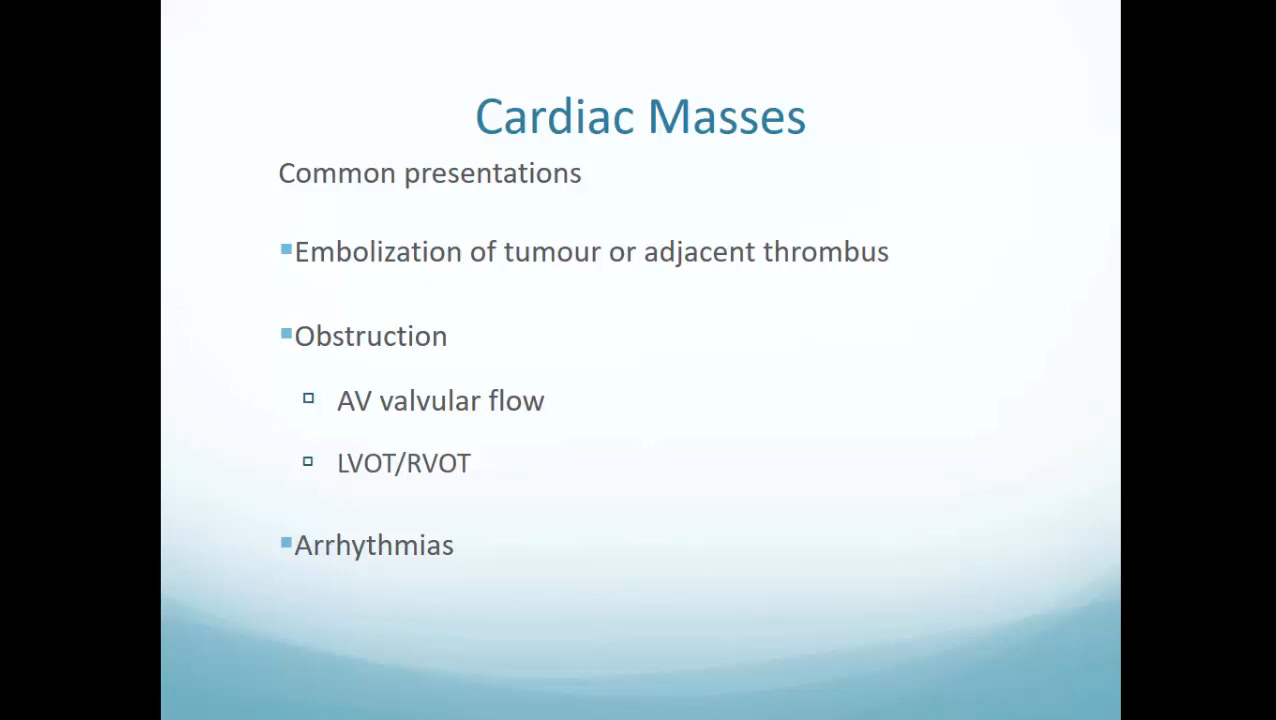 Cardiac Masses
Common presentations
▪Embolization of tumour or adjacent thrombus
▪Obstruction
▫ AV valvular flow
▫ LVOT/RVOT
▪Arrhythmias